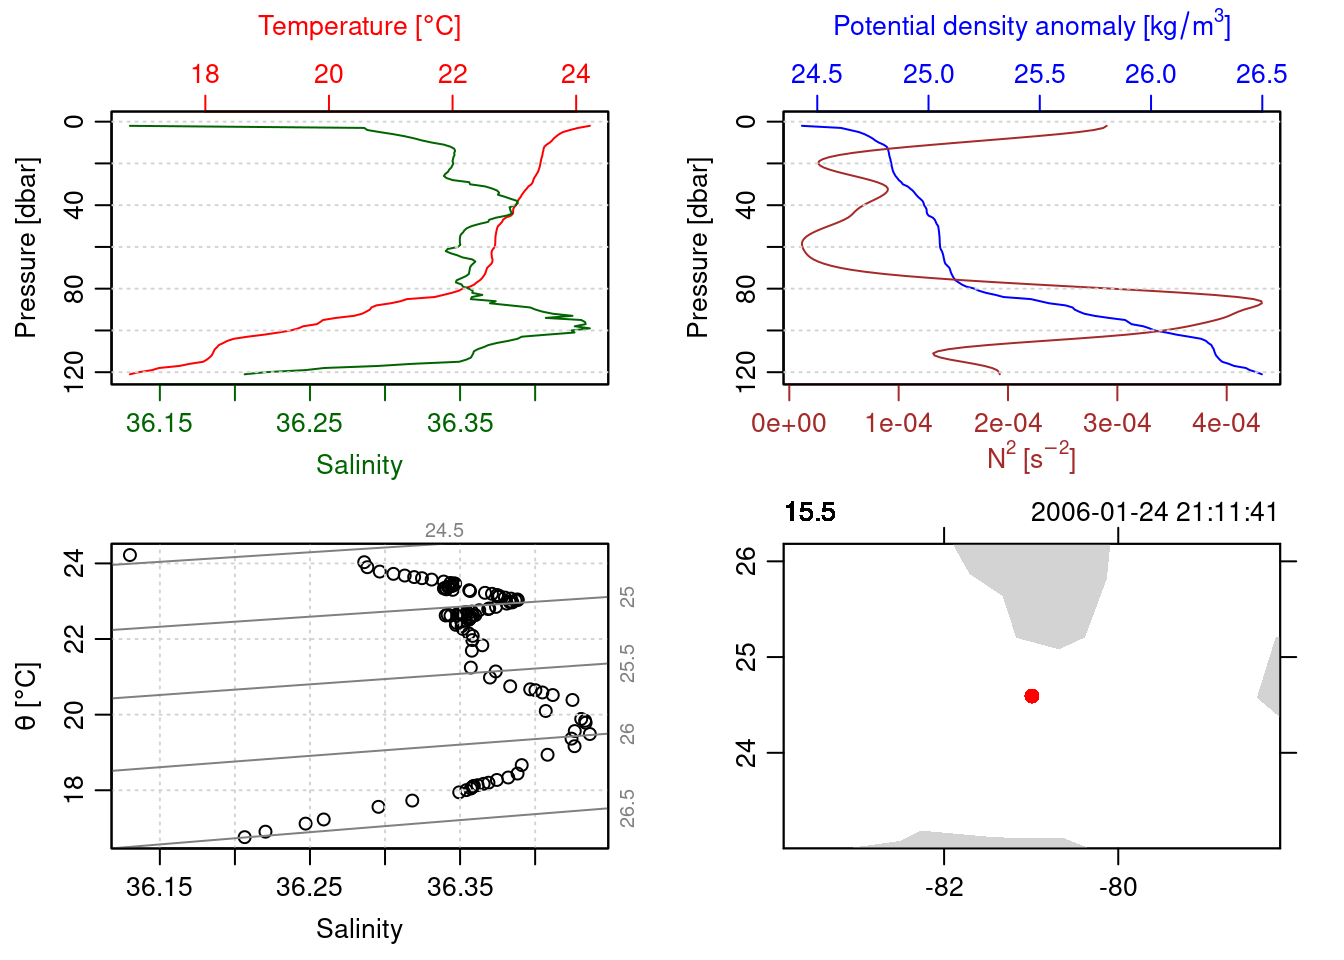 Temperature [°C]
18 20 22 24
Pressure [dbar]
0
40
80
120
36.15 36.25 36.35
Salinity
Potential density anomaly [kg/m³]
24.5 25.0 25.5 26.0 26.5
Pressure [dbar]
0
40
80
120
0e+00 1e-04 2e-04 3e-04 4e-04
N² [s⁻²]
24.5
θ [°C]
24
22
20
18
25
25.5
26
26.5
36.15 36.25 36.35
Salinity
15.5 2006-01-24 21:11:41
26
25
24
-82 -80